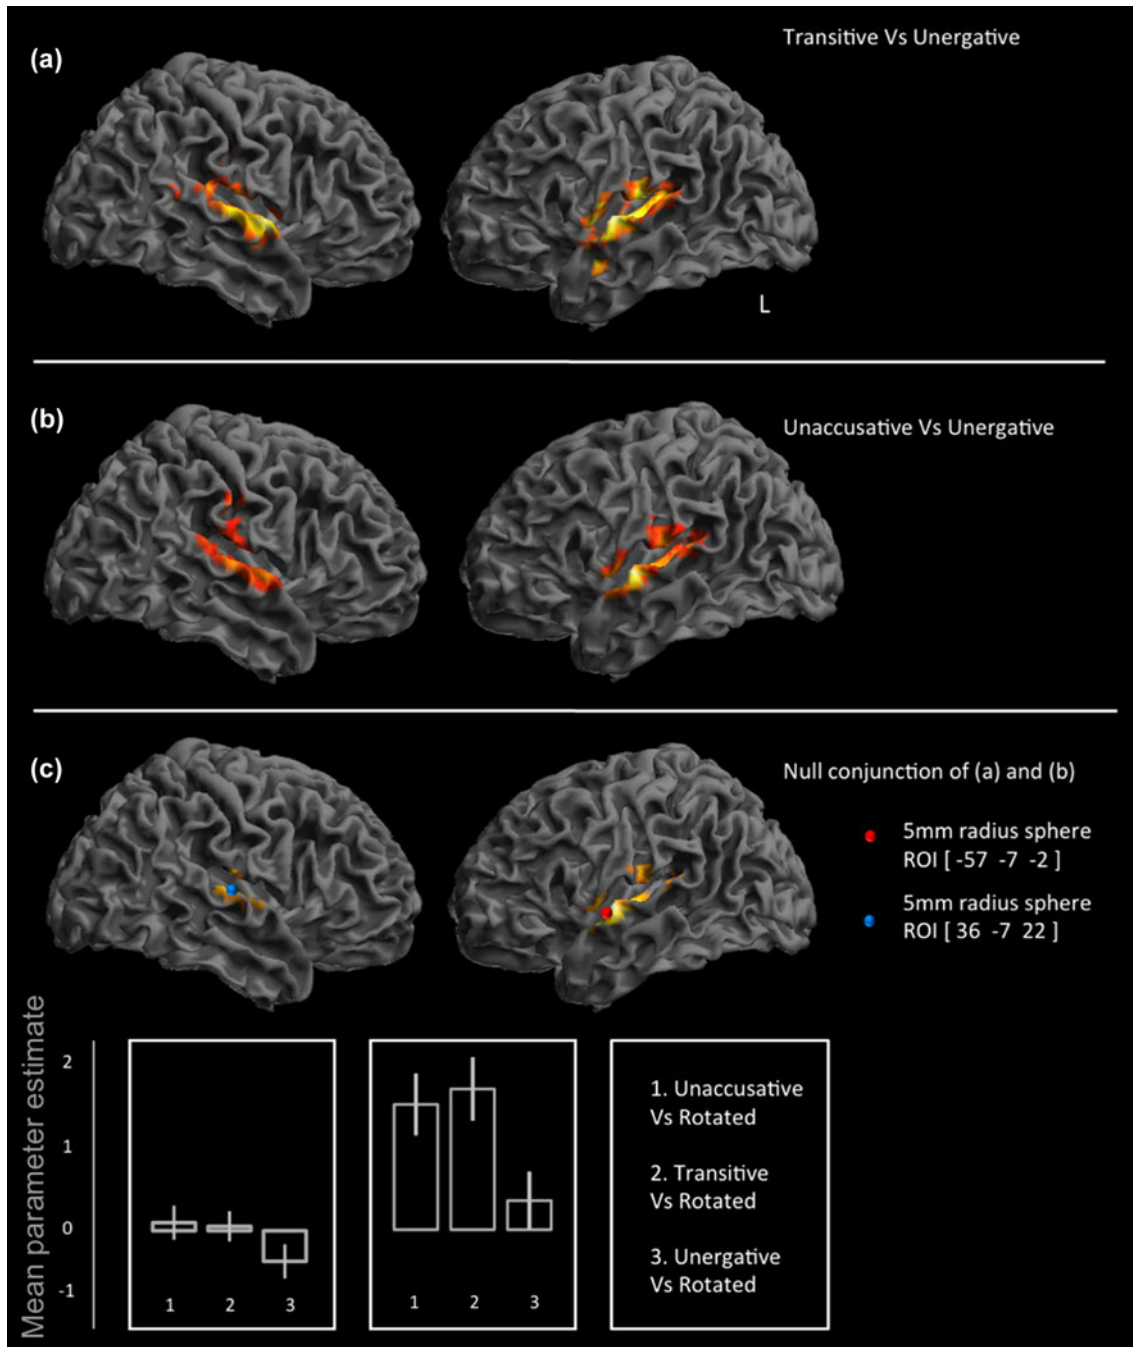 (a)
Transitive Vs Unergative
L
(b)
Unaccusative Vs Unergative
(c)
Null conjunction of (a) and (b)
5mm radius sphere
ROI [ -57 -7 -2 ]
5mm radius sphere
ROI [ 36 -7 22 ]
Mean parameter estimate
2
1
0
-1
1 2 3
1 2 3
1. Unaccusative
Vs Rotated
2. Transitive
Vs Rotated
3. Unergative
Vs Rotated